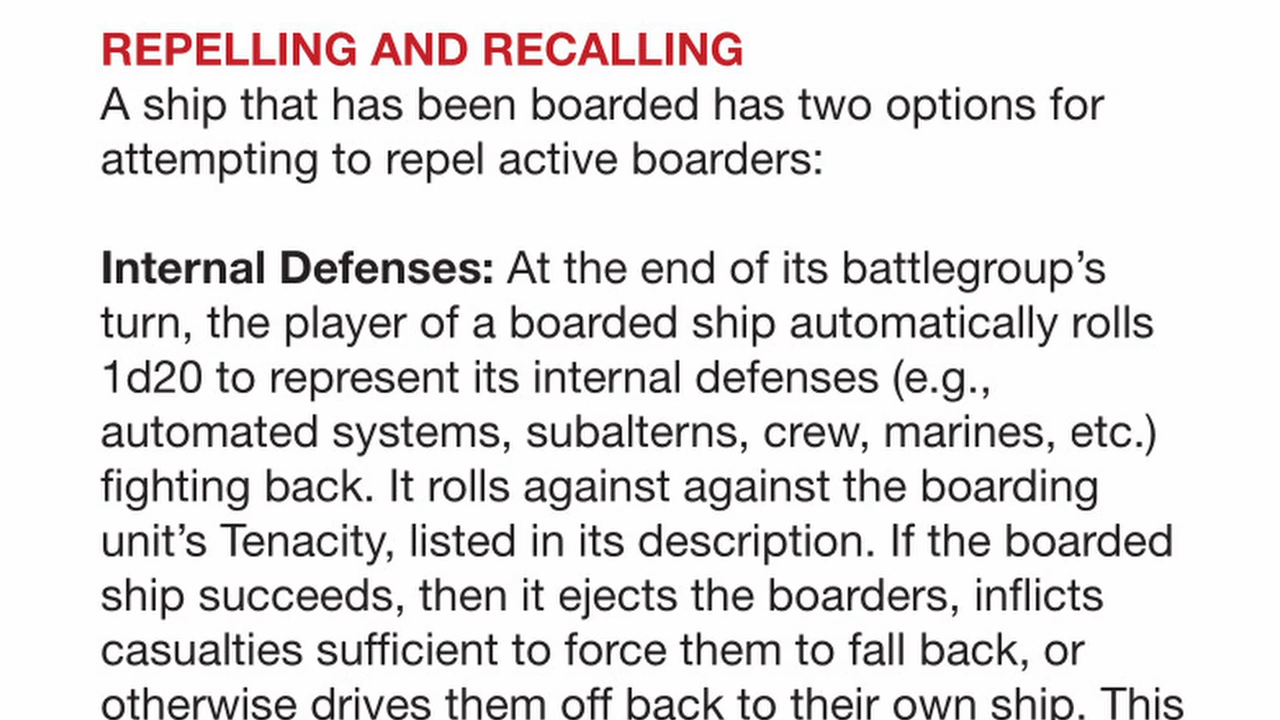 REPELLING AND RECALLING
A ship that has been boarded has two options for
attempting to repel active boarders:
Internal Defenses: At the end of its battlegroup’s
turn, the player of a boarded ship automatically rolls
1d20 to represent its internal defenses (e.g.,
automated systems, subalterns, crew, marines, etc.)
fighting back. It rolls against against the boarding
unit’s Tenacity, listed in its description. If the boarded
ship succeeds, then it ejects the boarders, inflicts
casualties sufficient to force them to fall back, or
otherwise drives them off back to their own ship. This